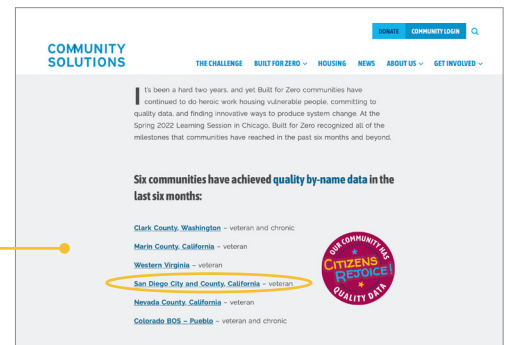 DONATE COMMUNITY LOGIN
COMMUNITY
SOLUTIONS
THE CHALLENGE BUILT FOR ZERO HOUSING NEWS ABOUT US GET INVOLVED
It's been a hard two years, and yet Built for Zero communities have
continued to do heroic work housing vulnerable people, committing to
quality data, and finding innovative ways to produce system change. At the
Spring 2022 Learning Session in Chicago, Built for Zero recognized all of the
milestones that communities have reached in the past six months and beyond.
Six communities have achieved quality by-name data in the
last six months:
Clark County, Washington – veteran and chronic
Marin County, California – veteran
Western Virginia – veteran
San Diego City and County, California – veteran
Nevada County, California – veteran
Colorado BOS – Pueblo – veteran and chronic
OUR COMMUNITY HAS
CITIZENS
REJOICE!
QUALITY DATA